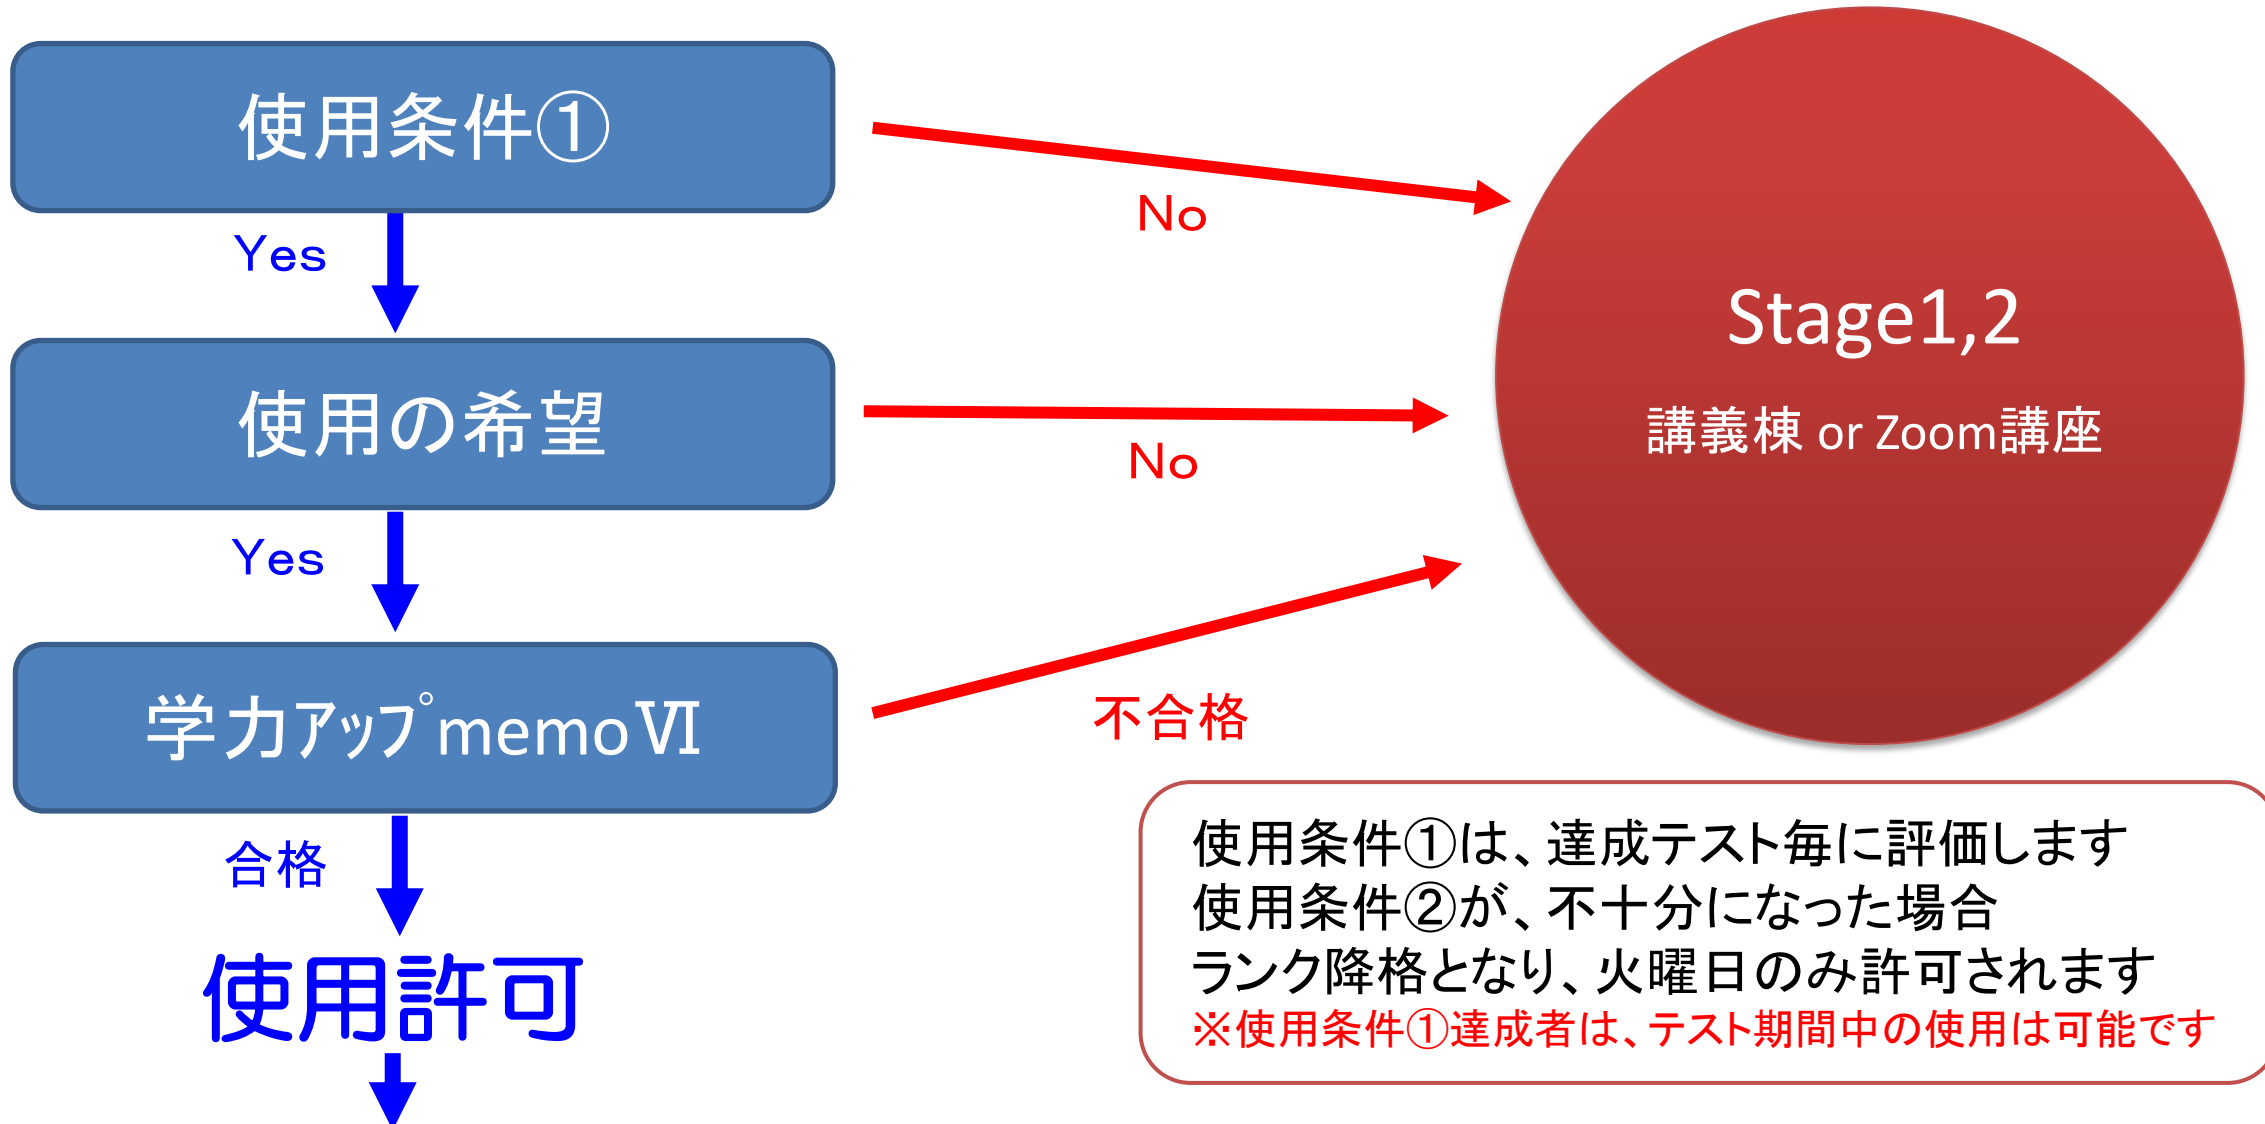 使用条件①
No
Yes
Stage1,2
講義棟 or Zoom講座
使用の希望
No
Yes
学力ｱｯﾌﾟmemoⅥ
不合格
合格
使用許可
使用条件①は、達成テスト毎に評価します
使用条件②が、不十分になった場合
ランク降格となり、火曜日のみ許可されます
※使用条件①達成者は、テスト期間中の使用は可能です